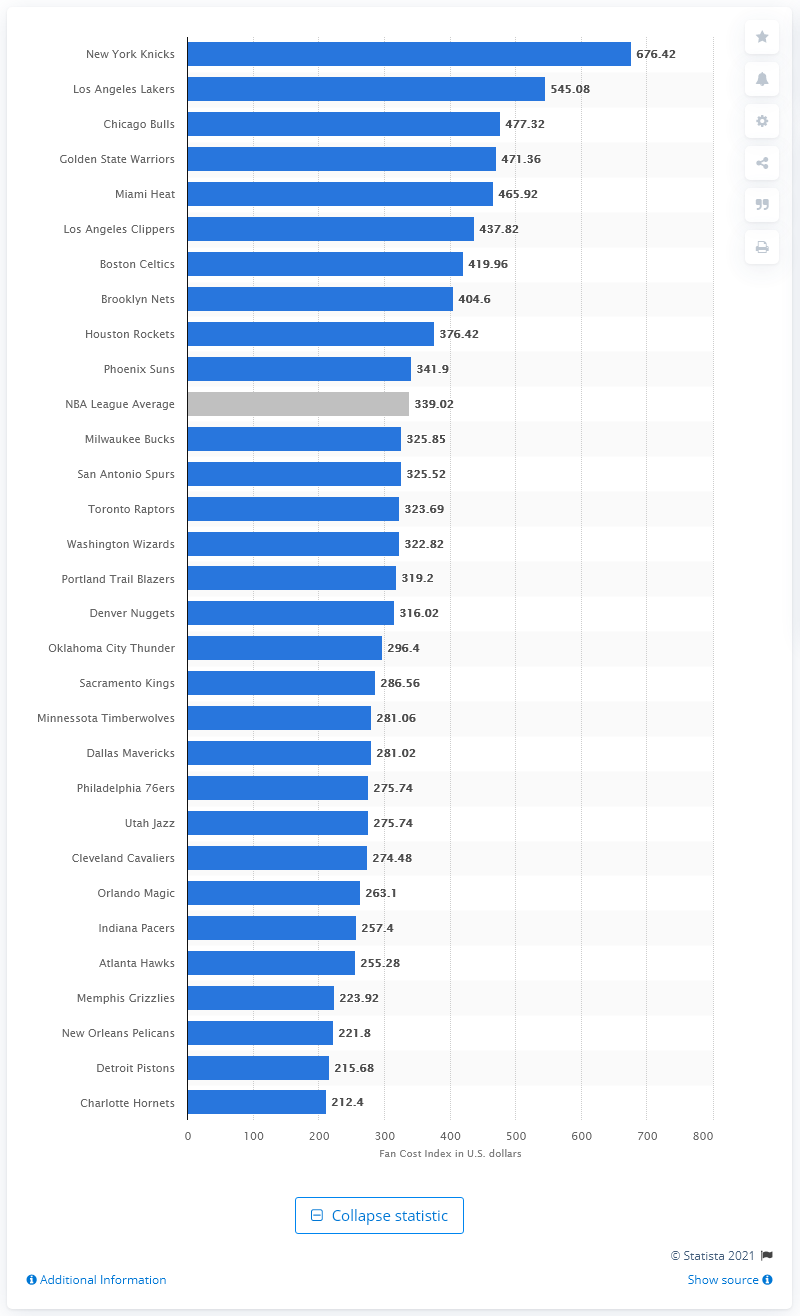 New York Knicks 676.42
Los Angeles Lakers 545.08
Chicago Bulls 477.32
Golden State Warriors 471.36
Miami Heat 465.92
Los Angeles Clippers 437.82
Boston Celtics 419.96
Brooklyn Nets 404.6
Houston Rockets 376.42
Phoenix Suns 341.9
NBA League Average 339.02
Milwaukee Bucks 325.85
San Antonio Spurs 325.52
Toronto Raptors 323.69
Washington Wizards 322.82
Portland Trail Blazers 319.2
Denver Nuggets 316.02
Oklahoma City Thunder 296.4
Sacramento Kings 286.56
Minnessota Timberwolves 281.06
Dallas Mavericks 281.02
Philadelphia 76ers 275.74
Utah Jazz 275.74
Cleveland Cavaliers 274.48
Orlando Magic 263.1
Indiana Pacers 257.4
Atlanta Hawks 255.28
Memphis Grizzlies 223.92
New Orleans Pelicans 221.8
Detroit Pistons 215.68
Charlotte Hornets 212.4
0 100 200 300 400 500 600 700 800
Fan Cost Index in U.S. dollars
Collapse statistic
© Statista 2021
Additional Information Show source